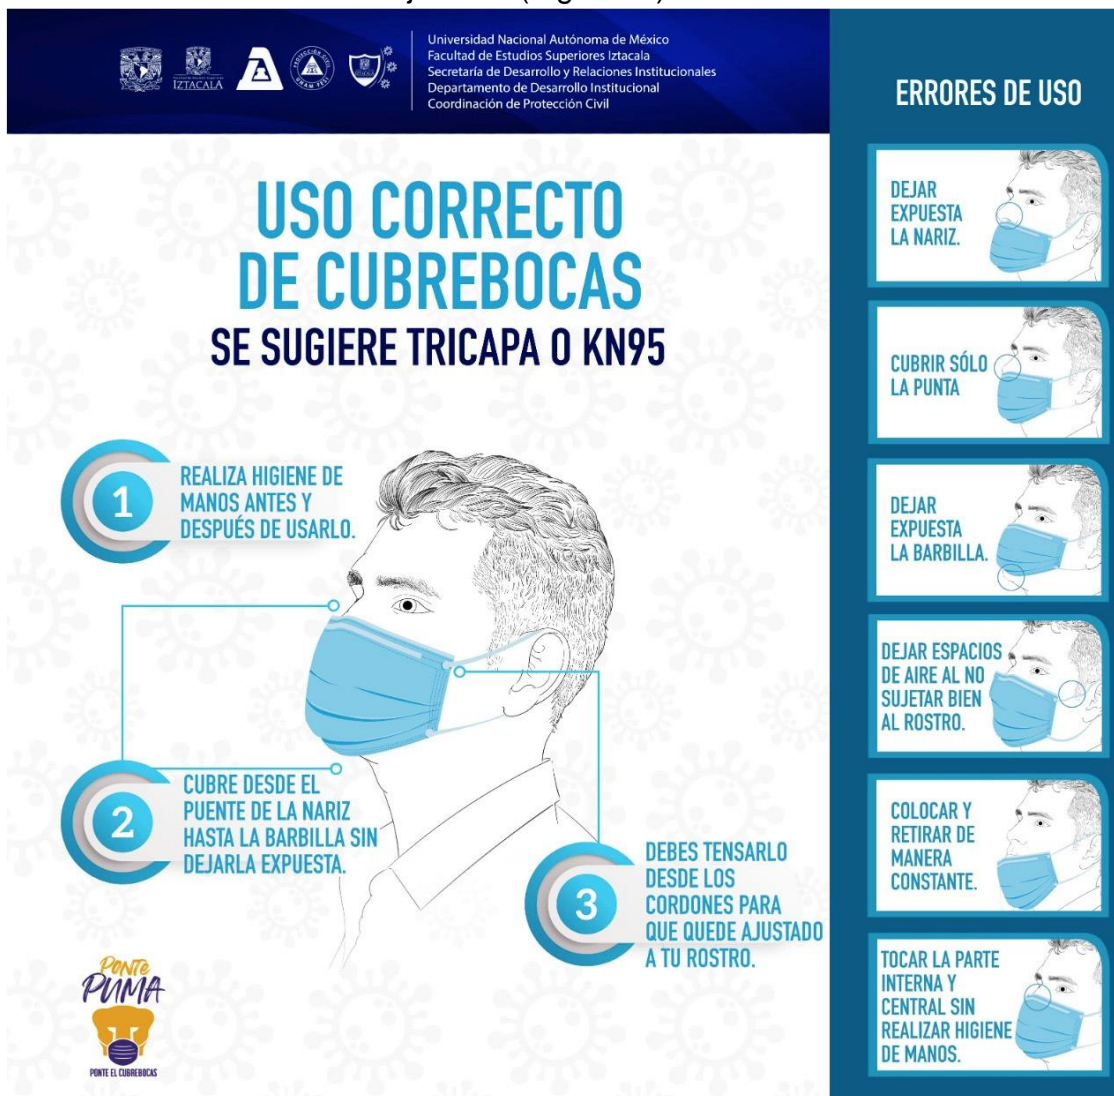 Universidad Nacional Autónoma de México
Facultad de Estudios Superiores Iztacala
Secretaría de Desarrollo y Relaciones Institucionales
Departamento de Desarrollo Institucional
Coordinación de Protección Civil
IZTACALA
USO CORRECTO
DE CUBREBOCAS
SE SUGIERE TRICAPA O KN95
1
REALIZA HIGIENE DE
MANOS ANTES Y
DESPUÉS DE USARLO.
2
CUBRE DESDE EL
PUENTE DE LA NARIZ
HASTA LA BARBILLA SIN
DEJARLA EXPUESTA.
3
DEBES TENSARLO
DESDE LOS
CORDONES PARA
QUE QUEDE AJUSTADO
A TU ROSTRO.
PONTE
PUMA
PONTE EL CUBREBOCAS
ERRORES DE USO
DEJAR
EXPUESTA
LA NARIZ.
CUBRIR SÓLO
LA PUNTA
DEJAR
EXPUESTA
LA BARBILLA.
DEJAR ESPACIOS
DE AIRE AL NO
SUJETAR BIEN
AL ROSTRO.
COLOCAR Y
RETIRAR DE
MANERA
CONSTANTE.
TOCAR LA PARTE
INTERNA Y
CENTRAL SIN
REALIZAR HIGIENE
DE MANOS.